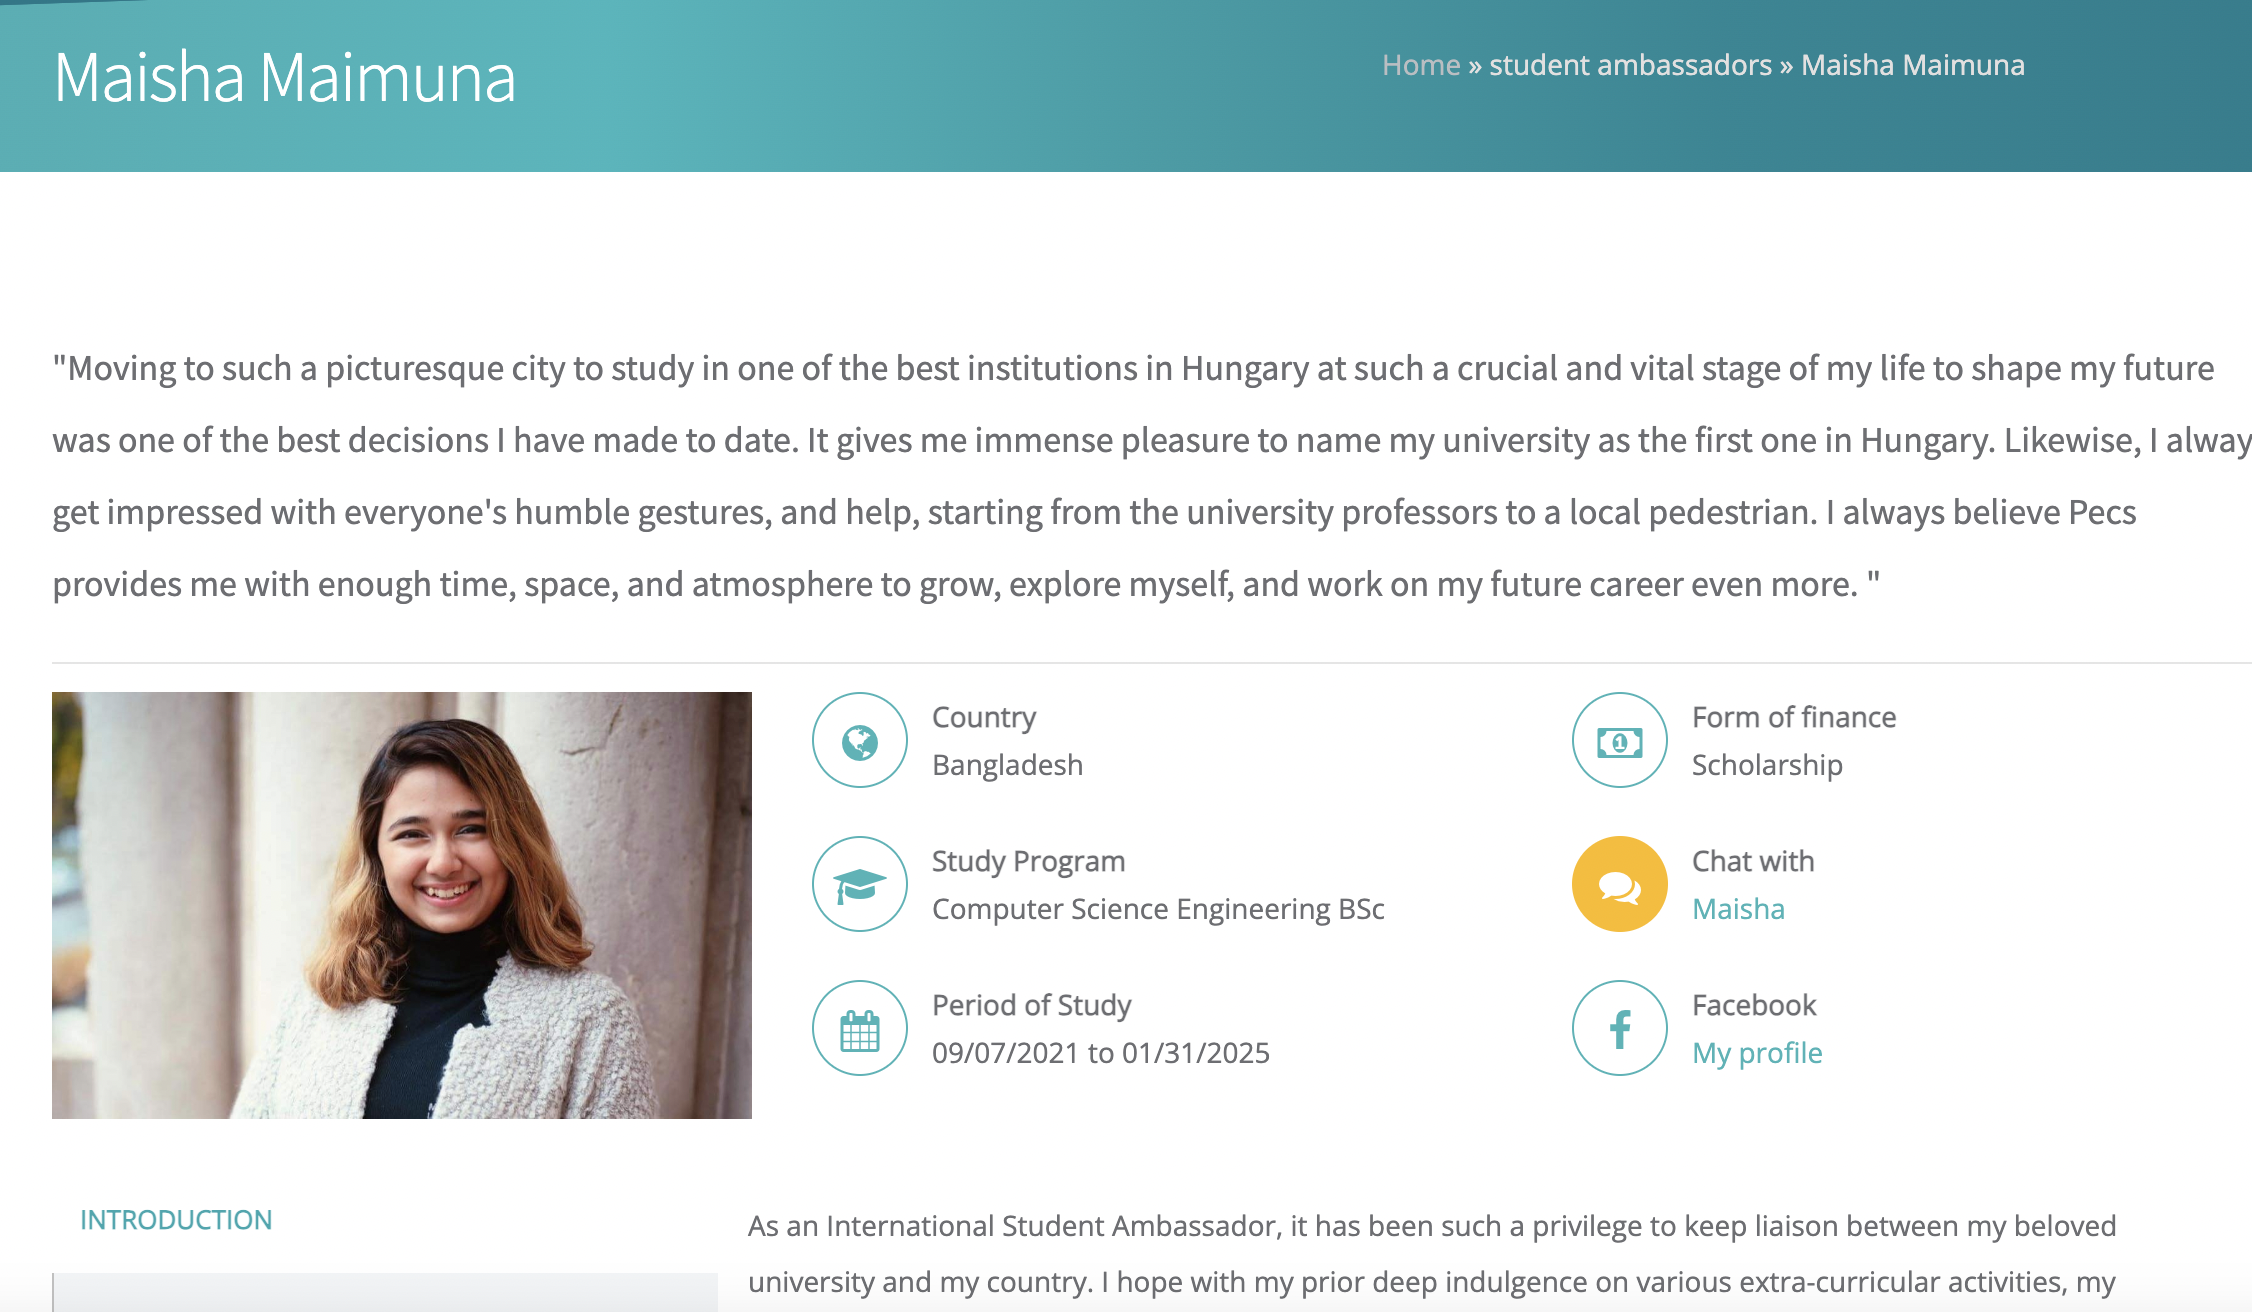 Maisha Maimuna
Home » student ambassadors » Maisha Maimuna
"Moving to such a picturesque city to study in one of the best institutions in Hungary at such a crucial and vital stage of my life to shape my future
was one of the best decisions I have made to date. It gives me immense pleasure to name my university as the first one in Hungary. Likewise, I alway
get impressed with everyone's humble gestures, and help, starting from the university professors to a local pedestrian. I always believe Pecs
provides me with enough time, space, and atmosphere to grow, explore myself, and work on my future career even more. "
Country
Bangladesh
Form of finance
Scholarship
Study Program
Computer Science Engineering BSc
Chat with
Maisha
Period of Study
09/07/2021 to 01/31/2025
Facebook
My profile
INTRODUCTION
As an International Student Ambassador, it has been such a privilege to keep liaison between my beloved
university and my country. I hope with my prior deep indulgence on various extra-curricular activities, my